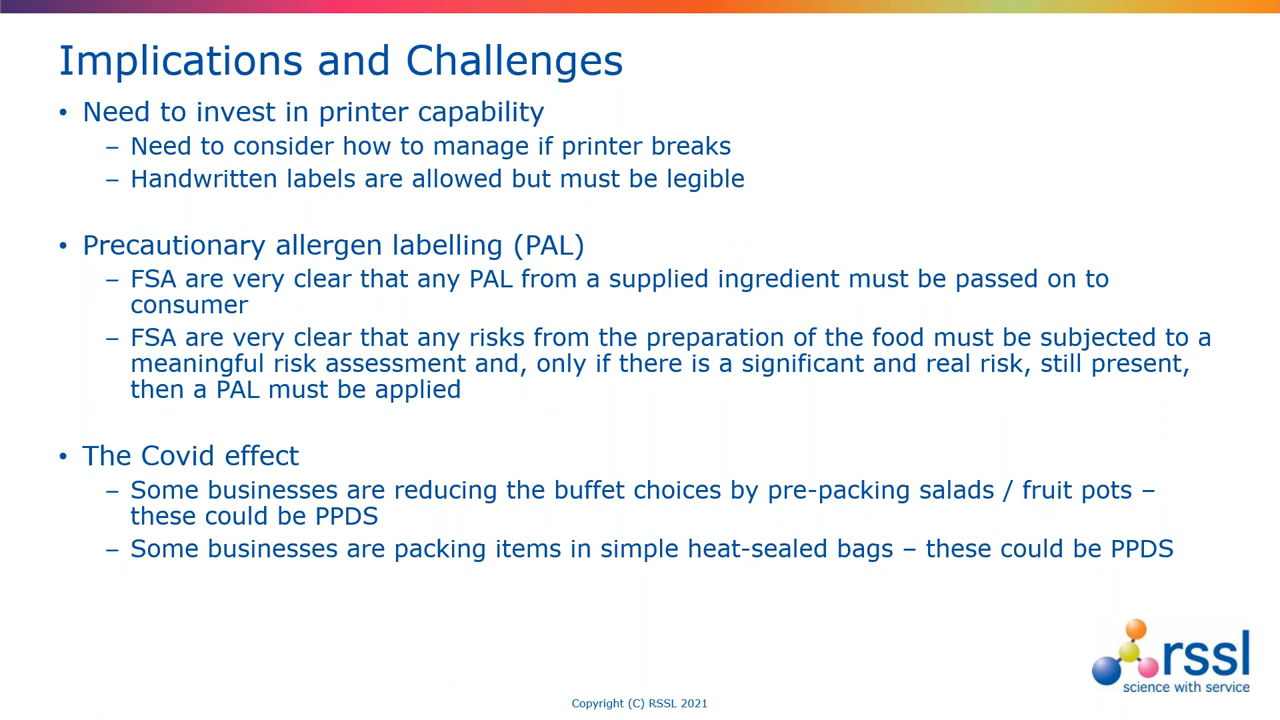 Implications and Challenges
• Need to invest in printer capability
– Need to consider how to manage if printer breaks
– Handwritten labels are allowed but must be legible
• Precautionary allergen labelling (PAL)
– FSA are very clear that any PAL from a supplied ingredient must be passed on to
consumer
– FSA are very clear that any risks from the preparation of the food must be subjected to a
meaningful risk assessment and, only if there is a significant and real risk, still present,
then a PAL must be applied
• The Covid effect
– Some businesses are reducing the buffet choices by pre-packing salads / fruit pots –
these could be PPDS
– Some businesses are packing items in simple heat-sealed bags – these could be PPDS
rssl
science with service
Copyright (C) RSSL 2021